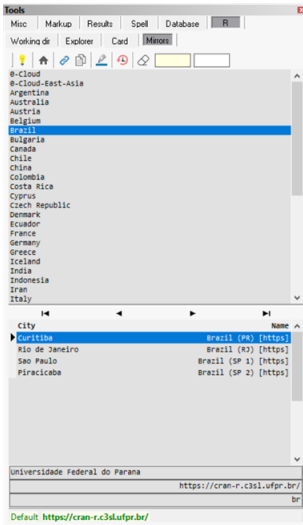 Tools
Misc Markup Results Spell Database R
Working dir Explorer Card Mirrors
0-Cloud
0-Cloud-East-Asia
Argentina
Australia
Austria
Belgium
Brazil
Bulgaria
Canada
Chile
China
Colombia
Costa Rica
Cyprus
Czech Republic
Denmark
Ecuador
France
Germany
Greece
Iceland
India
Indonesia
Iran
Italy
City Name
Curitiba Brazil (PR) [https]
Rio de Janeiro Brazil (RJ) [https]
Sao Paulo Brazil (SP 1) [https]
Piracicaba Brazil (SP 2) [https]
Universidade Federal do Parana
https://cran-r.c3sl.ufpr.br/
br
Default https://cran-r.c3sl.ufpr.br/